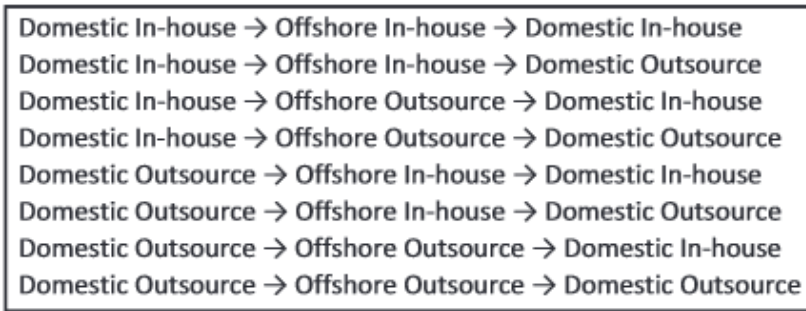 Domestic In-house → Offshore In-house → Domestic In-house
Domestic In-house → Offshore In-house → Domestic Outsource
Domestic In-house → Offshore Outsource → Domestic In-house
Domestic In-house → Offshore Outsource → Domestic Outsource
Domestic Outsource → Offshore In-house → Domestic In-house
Domestic Outsource → Offshore In-house → Domestic Outsource
Domestic Outsource → Offshore Outsource → Domestic In-house
Domestic Outsource → Offshore Outsource → Domestic Outsource